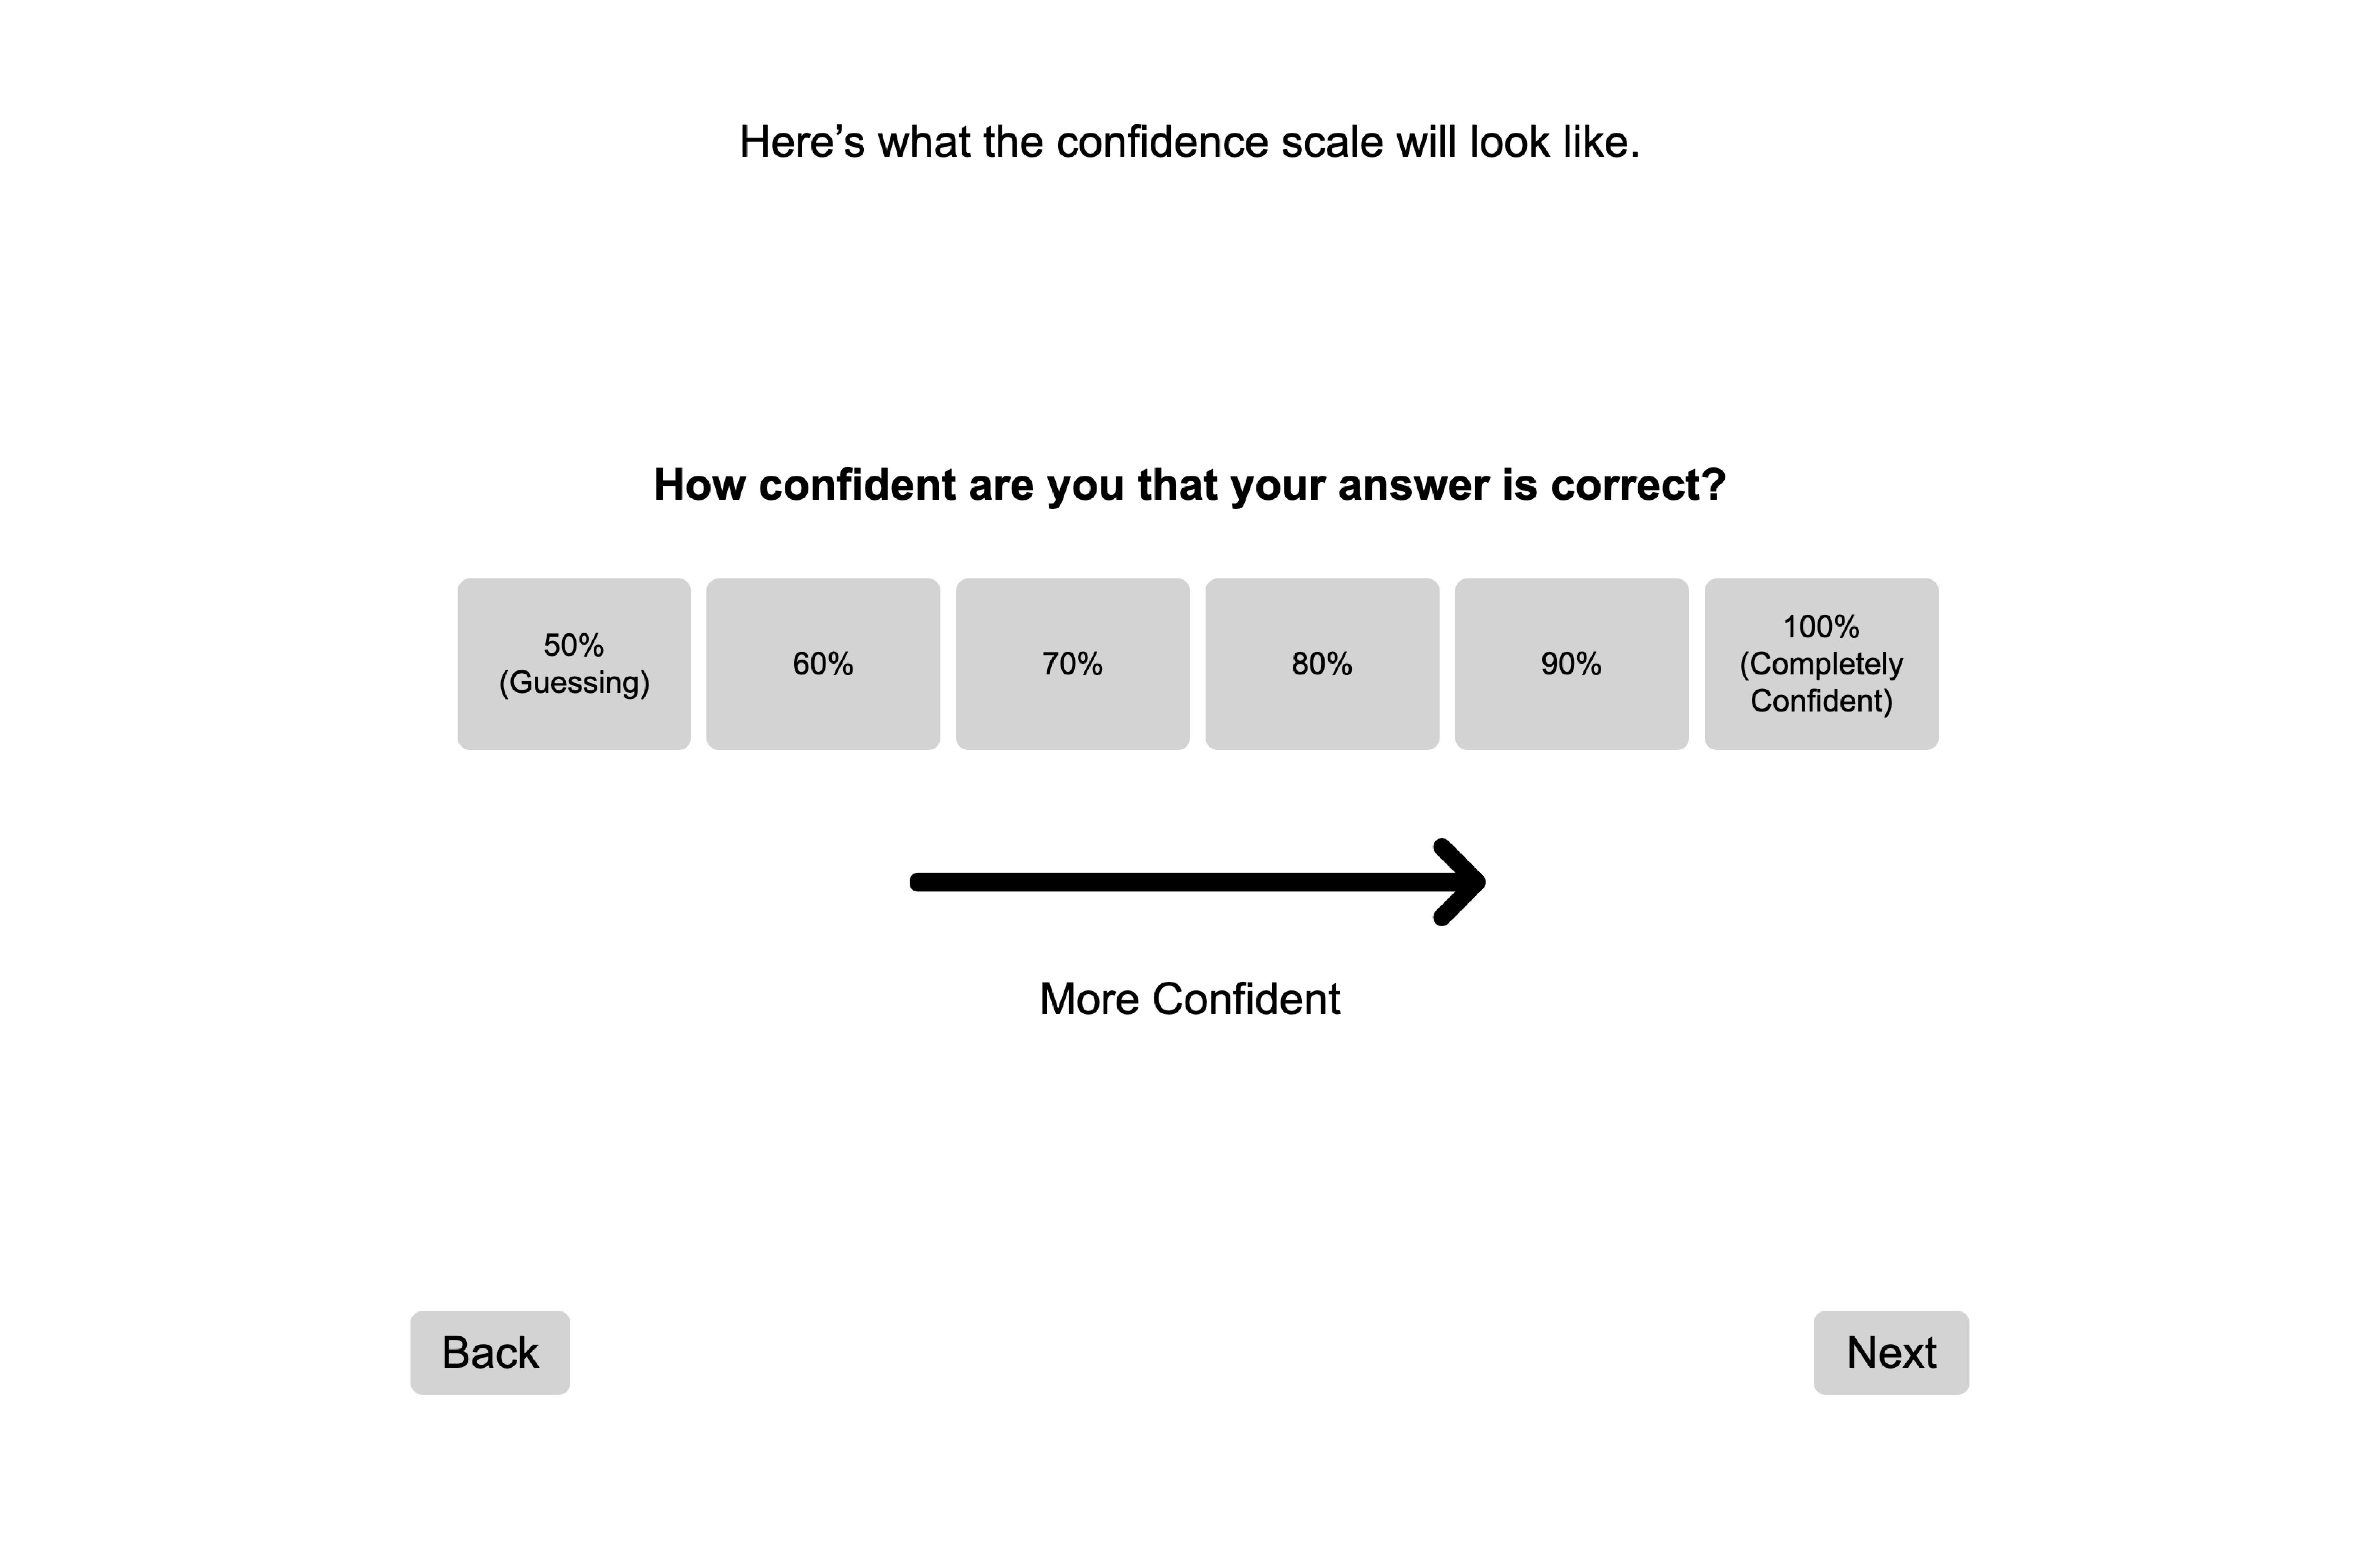 Here’s what the confidence scale will look like.
How confident are you that your answer is correct?
50%
(Guessing)
60%
70%
80%
90%
100%
(Completely
Confident)
More Confident
Back
Next